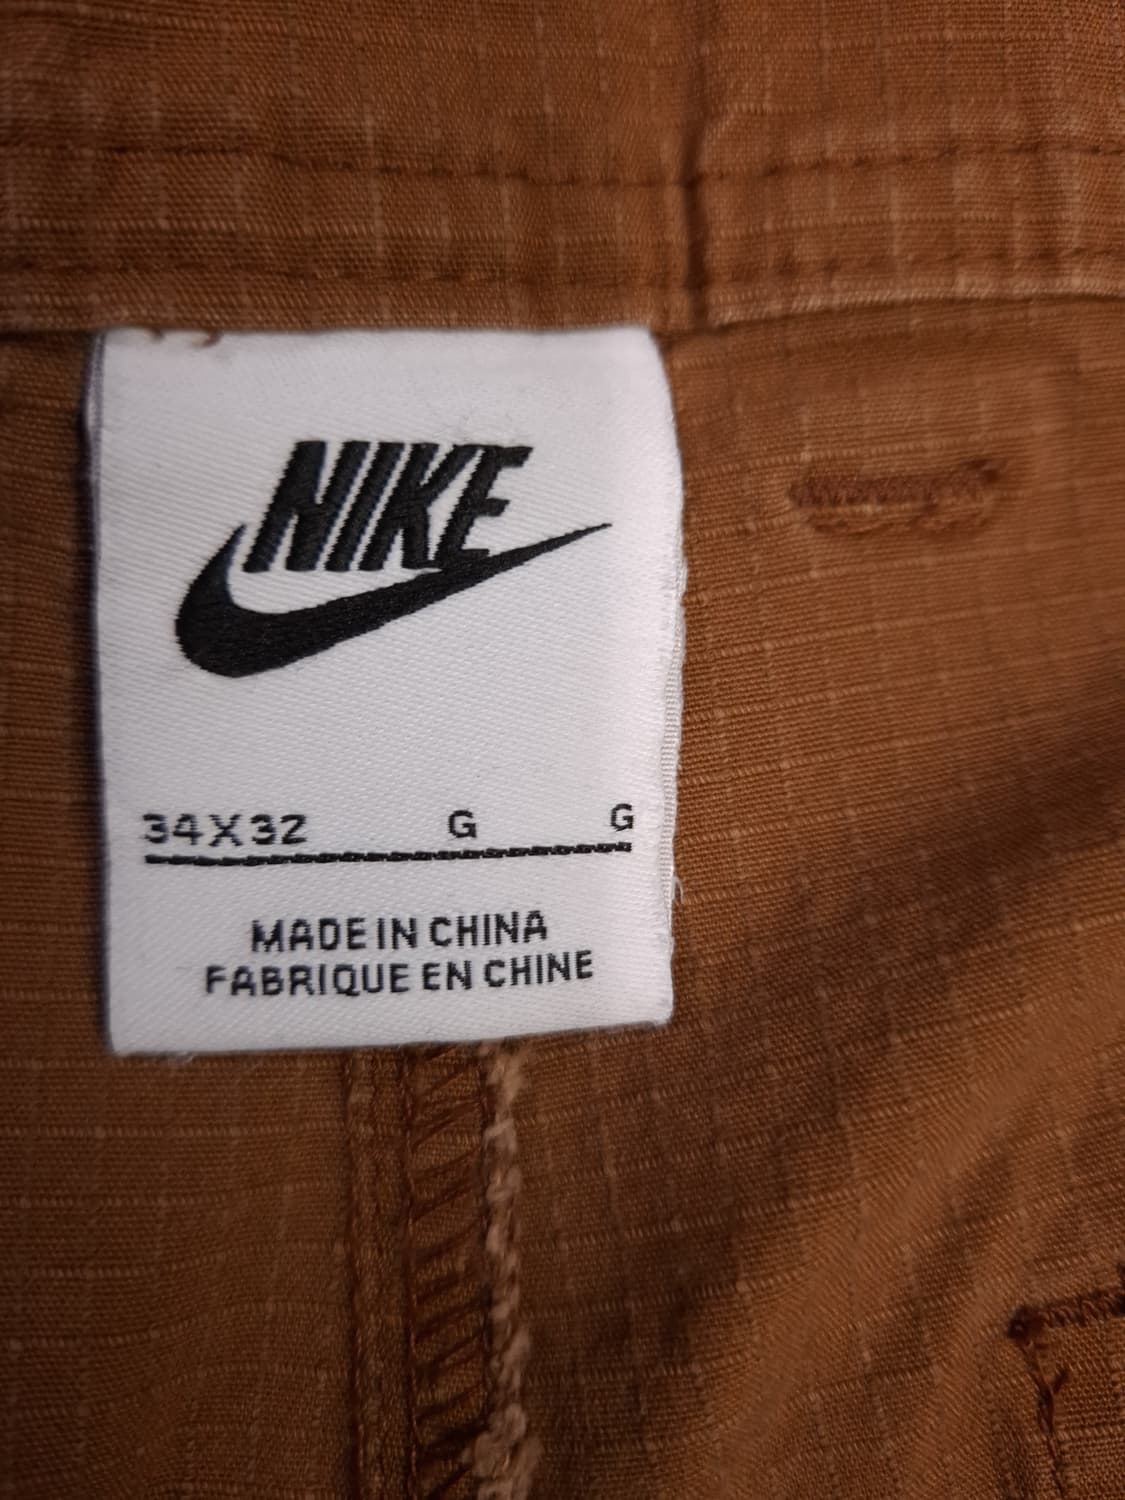 NIKE
34X32 G G
MADE IN CHINA
FABRIQUE EN CHINE